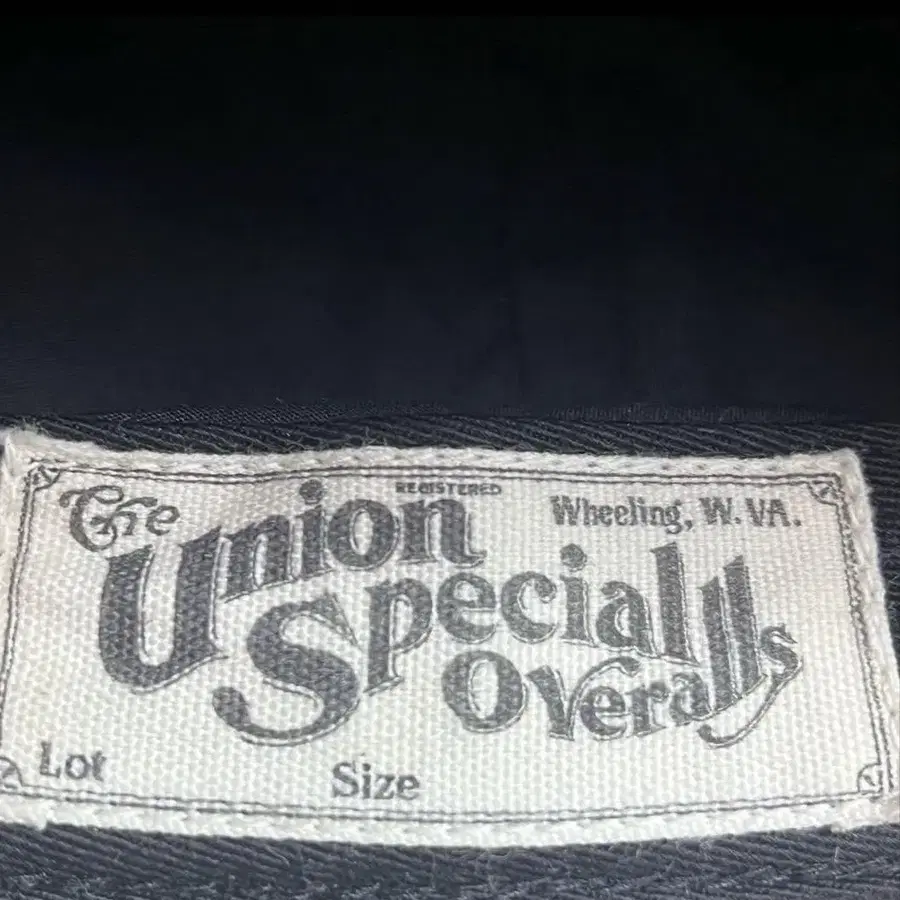 REGISTERED
The Union Wheeling, W. VA.
Special
Overalls
Lot Size